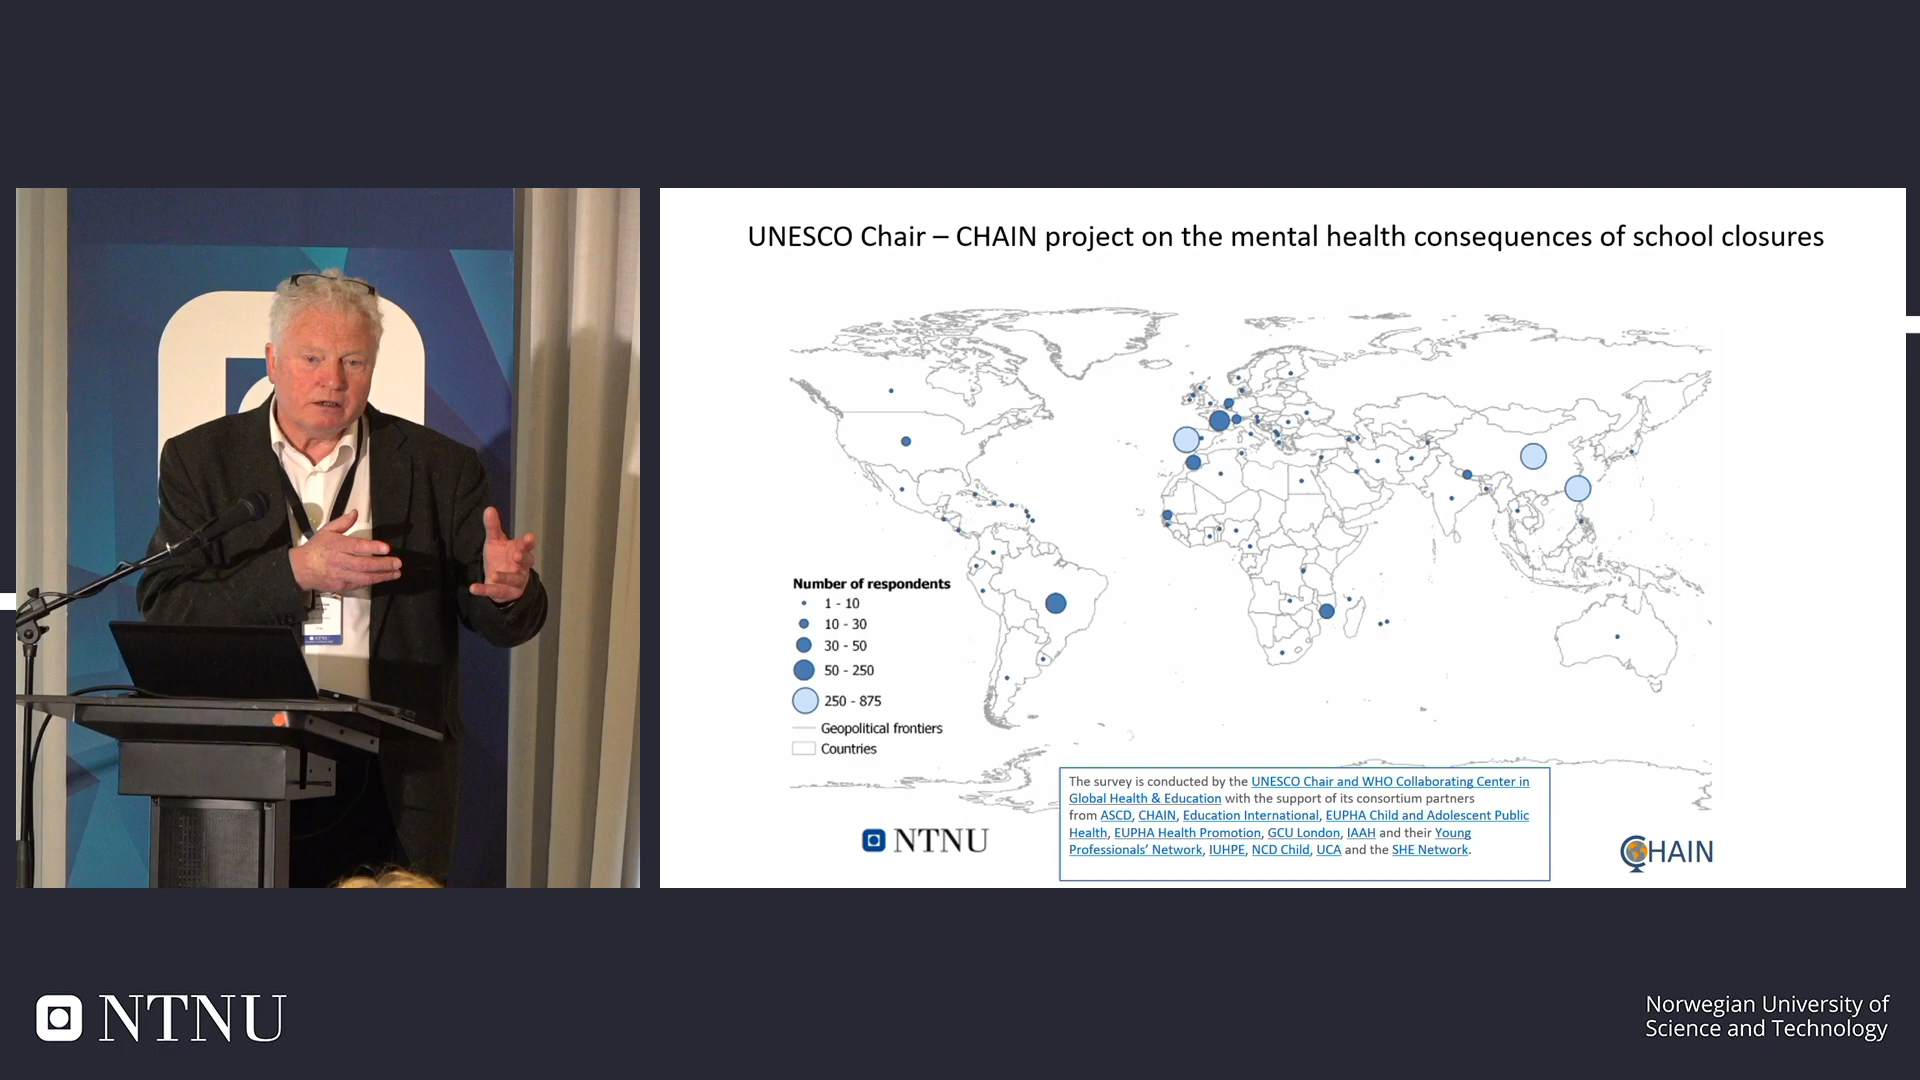 UNESCO Chair – CHAIN project on the mental health consequences of school closures
Number of respondents
1 - 10
10 - 30
30 - 50
50 - 250
250 - 875
Geopolitical frontiers
Countries
The survey is conducted by the UNESCO Chair and WHO Collaborating Center in
Global Health & Education with the support of its consortium partners
from ASCD, CHAIN, Education International, EUPHA Child and Adolescent Public
Health, EUPHA Health Promotion, GCU London, IAAH and their Young
Professionals’ Network, IUHPE, NCD Child, UCA and the SHE Network.
NTNU
CHAIN
NTNU
Norwegian University of
Science and Technology